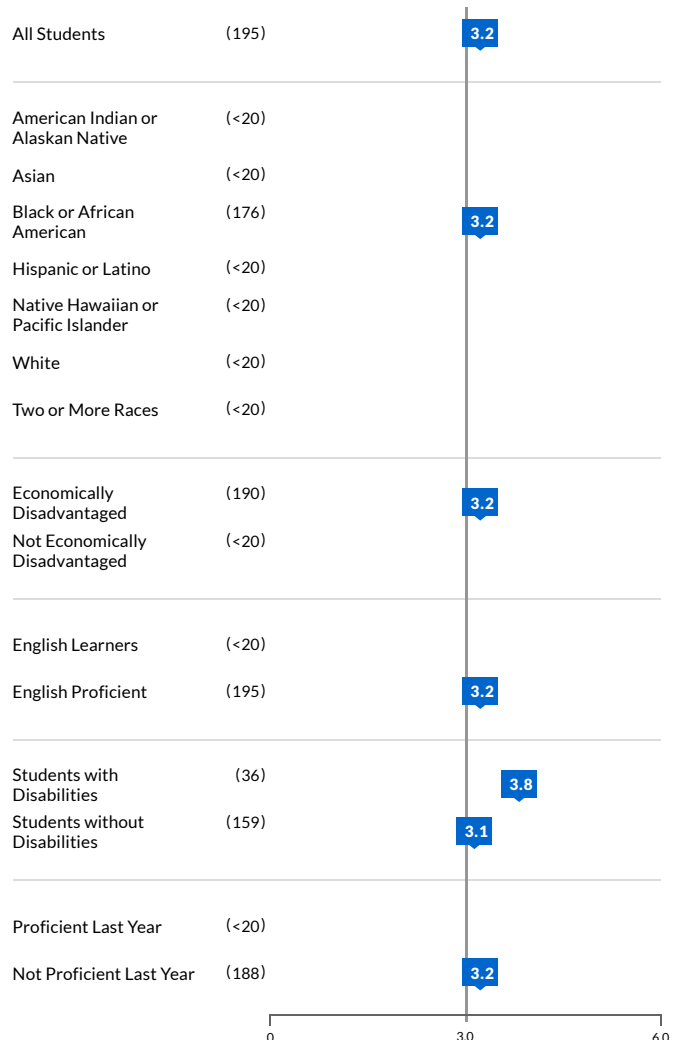 All Students (195) 3.2
American Indian or (<20)
Alaskan Native
Asian (<20)
Black or African (176) 3.2
American
Hispanic or Latino (<20)
Native Hawaiian or (<20)
Pacific Islander
White (<20)
Two or More Races (<20)
Economically (190) 3.2
Disadvantaged
Not Economically (<20)
Disadvantaged
English Learners (<20)
English Proficient (195) 3.2
Students with (36) 3.8
Disabilities
Students without (159) 3.1
Disabilities
Proficient Last Year (<20)
Not Proficient Last Year (188) 3.2
0 3.0 6.0